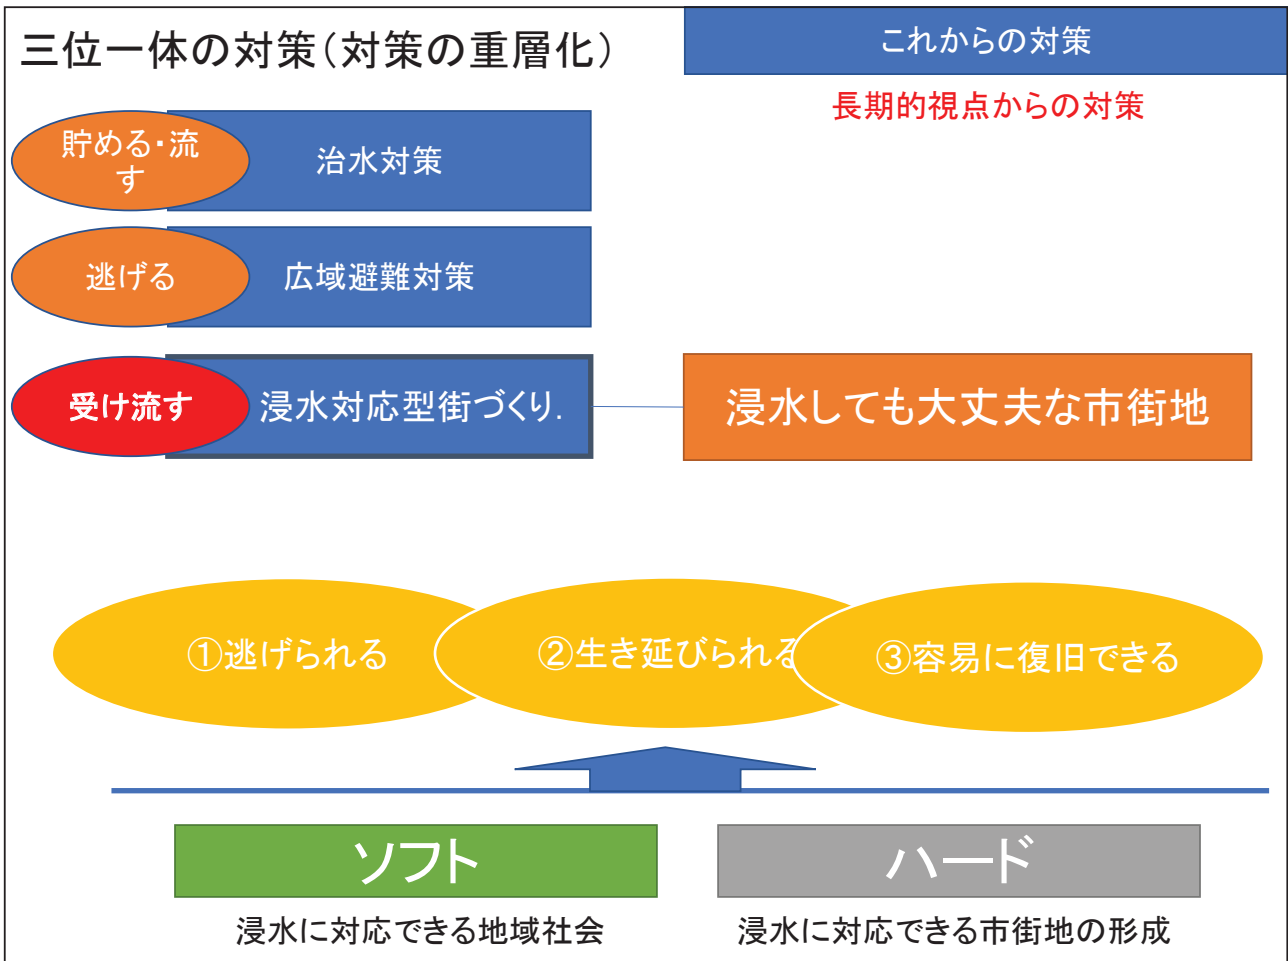 三位一体の対策（対策の重層化）
これからの対策
長期的視点からの対策
貯める・流
す
治水対策
逃げる
広域避難対策
受け流す
浸水対応型街づくり.
浸水しても大丈夫な市街地
①逃げられる
②生き延びられる
③容易に復旧できる
ソフト
ハード
浸水に対応できる地域社会
浸水に対応できる市街地の形成